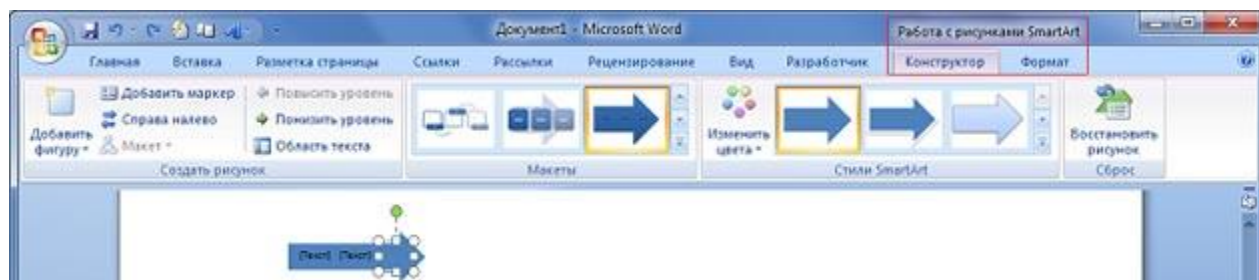 Документ1 - Microsoft Word
Работа с рисунками SmartArt
Главная Вставка Разметка страницы Ссылки Рассылки Рецензирование Вид Разработчик Конструктор Формат
Добавить фигуру
Добавить маркер
Справа налево
Макет
Повысить уровень
Понизить уровень
Область текста
Изменить цвета
Восстановить рисунок
Создать рисунок Макеты Стили SmartArt Сброс
[Текст] [Текст]